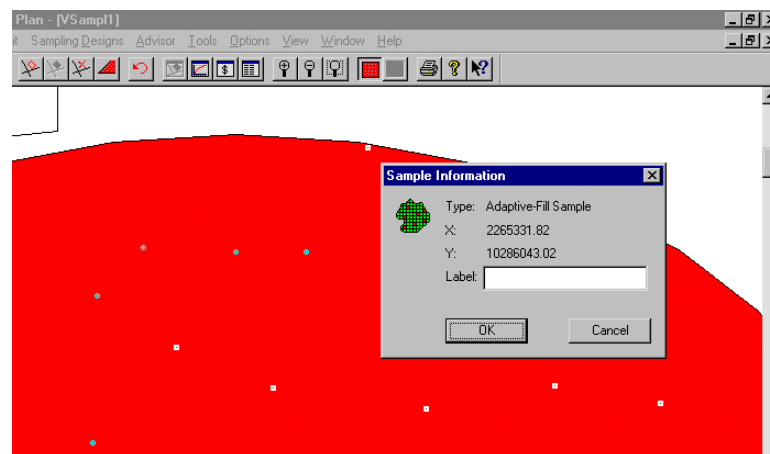 Plan - [VSampl1]
Sampling Designs Advisor Tools Options View Window Help
$ ? ?
Sample Information
Type: Adaptive-Fill Sample
X: 2265331.82
Y: 10286043.02
Label:
OK Cancel